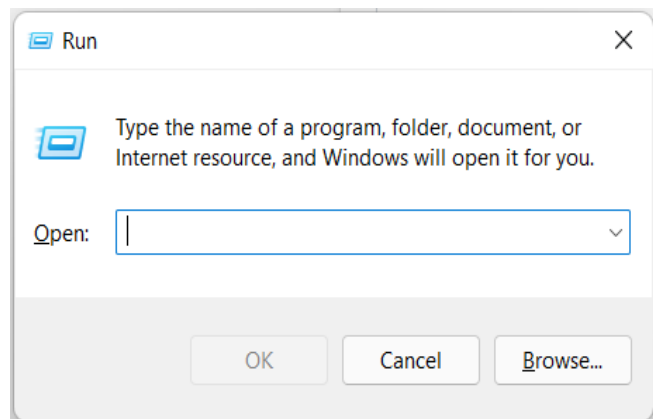 Run
Type the name of a program, folder, document, or
Internet resource, and Windows will open it for you.
Open:
OK
Cancel
Browse...